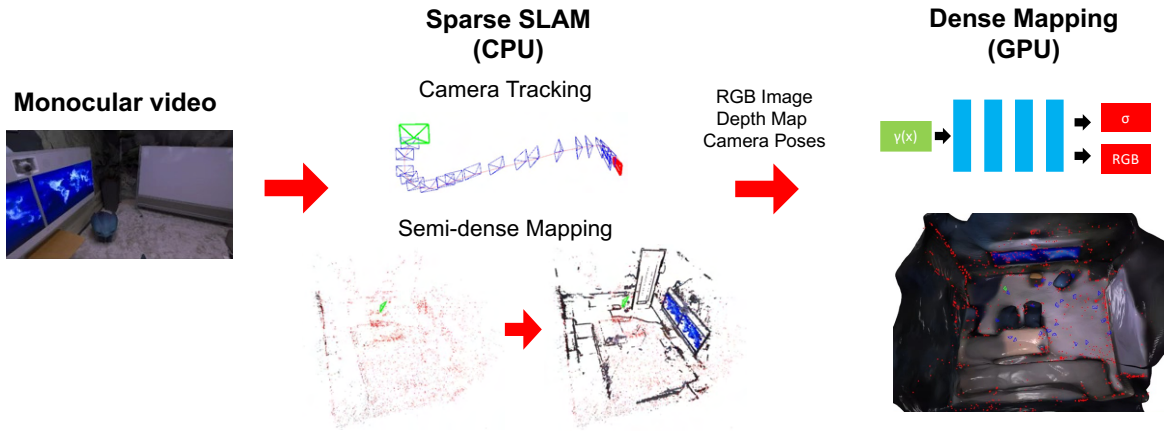 Monocular video
Sparse SLAM
(CPU)
Camera Tracking
Semi-dense Mapping
RGB Image
Depth Map
Camera Poses
Dense Mapping
(GPU)
γ(x)
σ
RGB